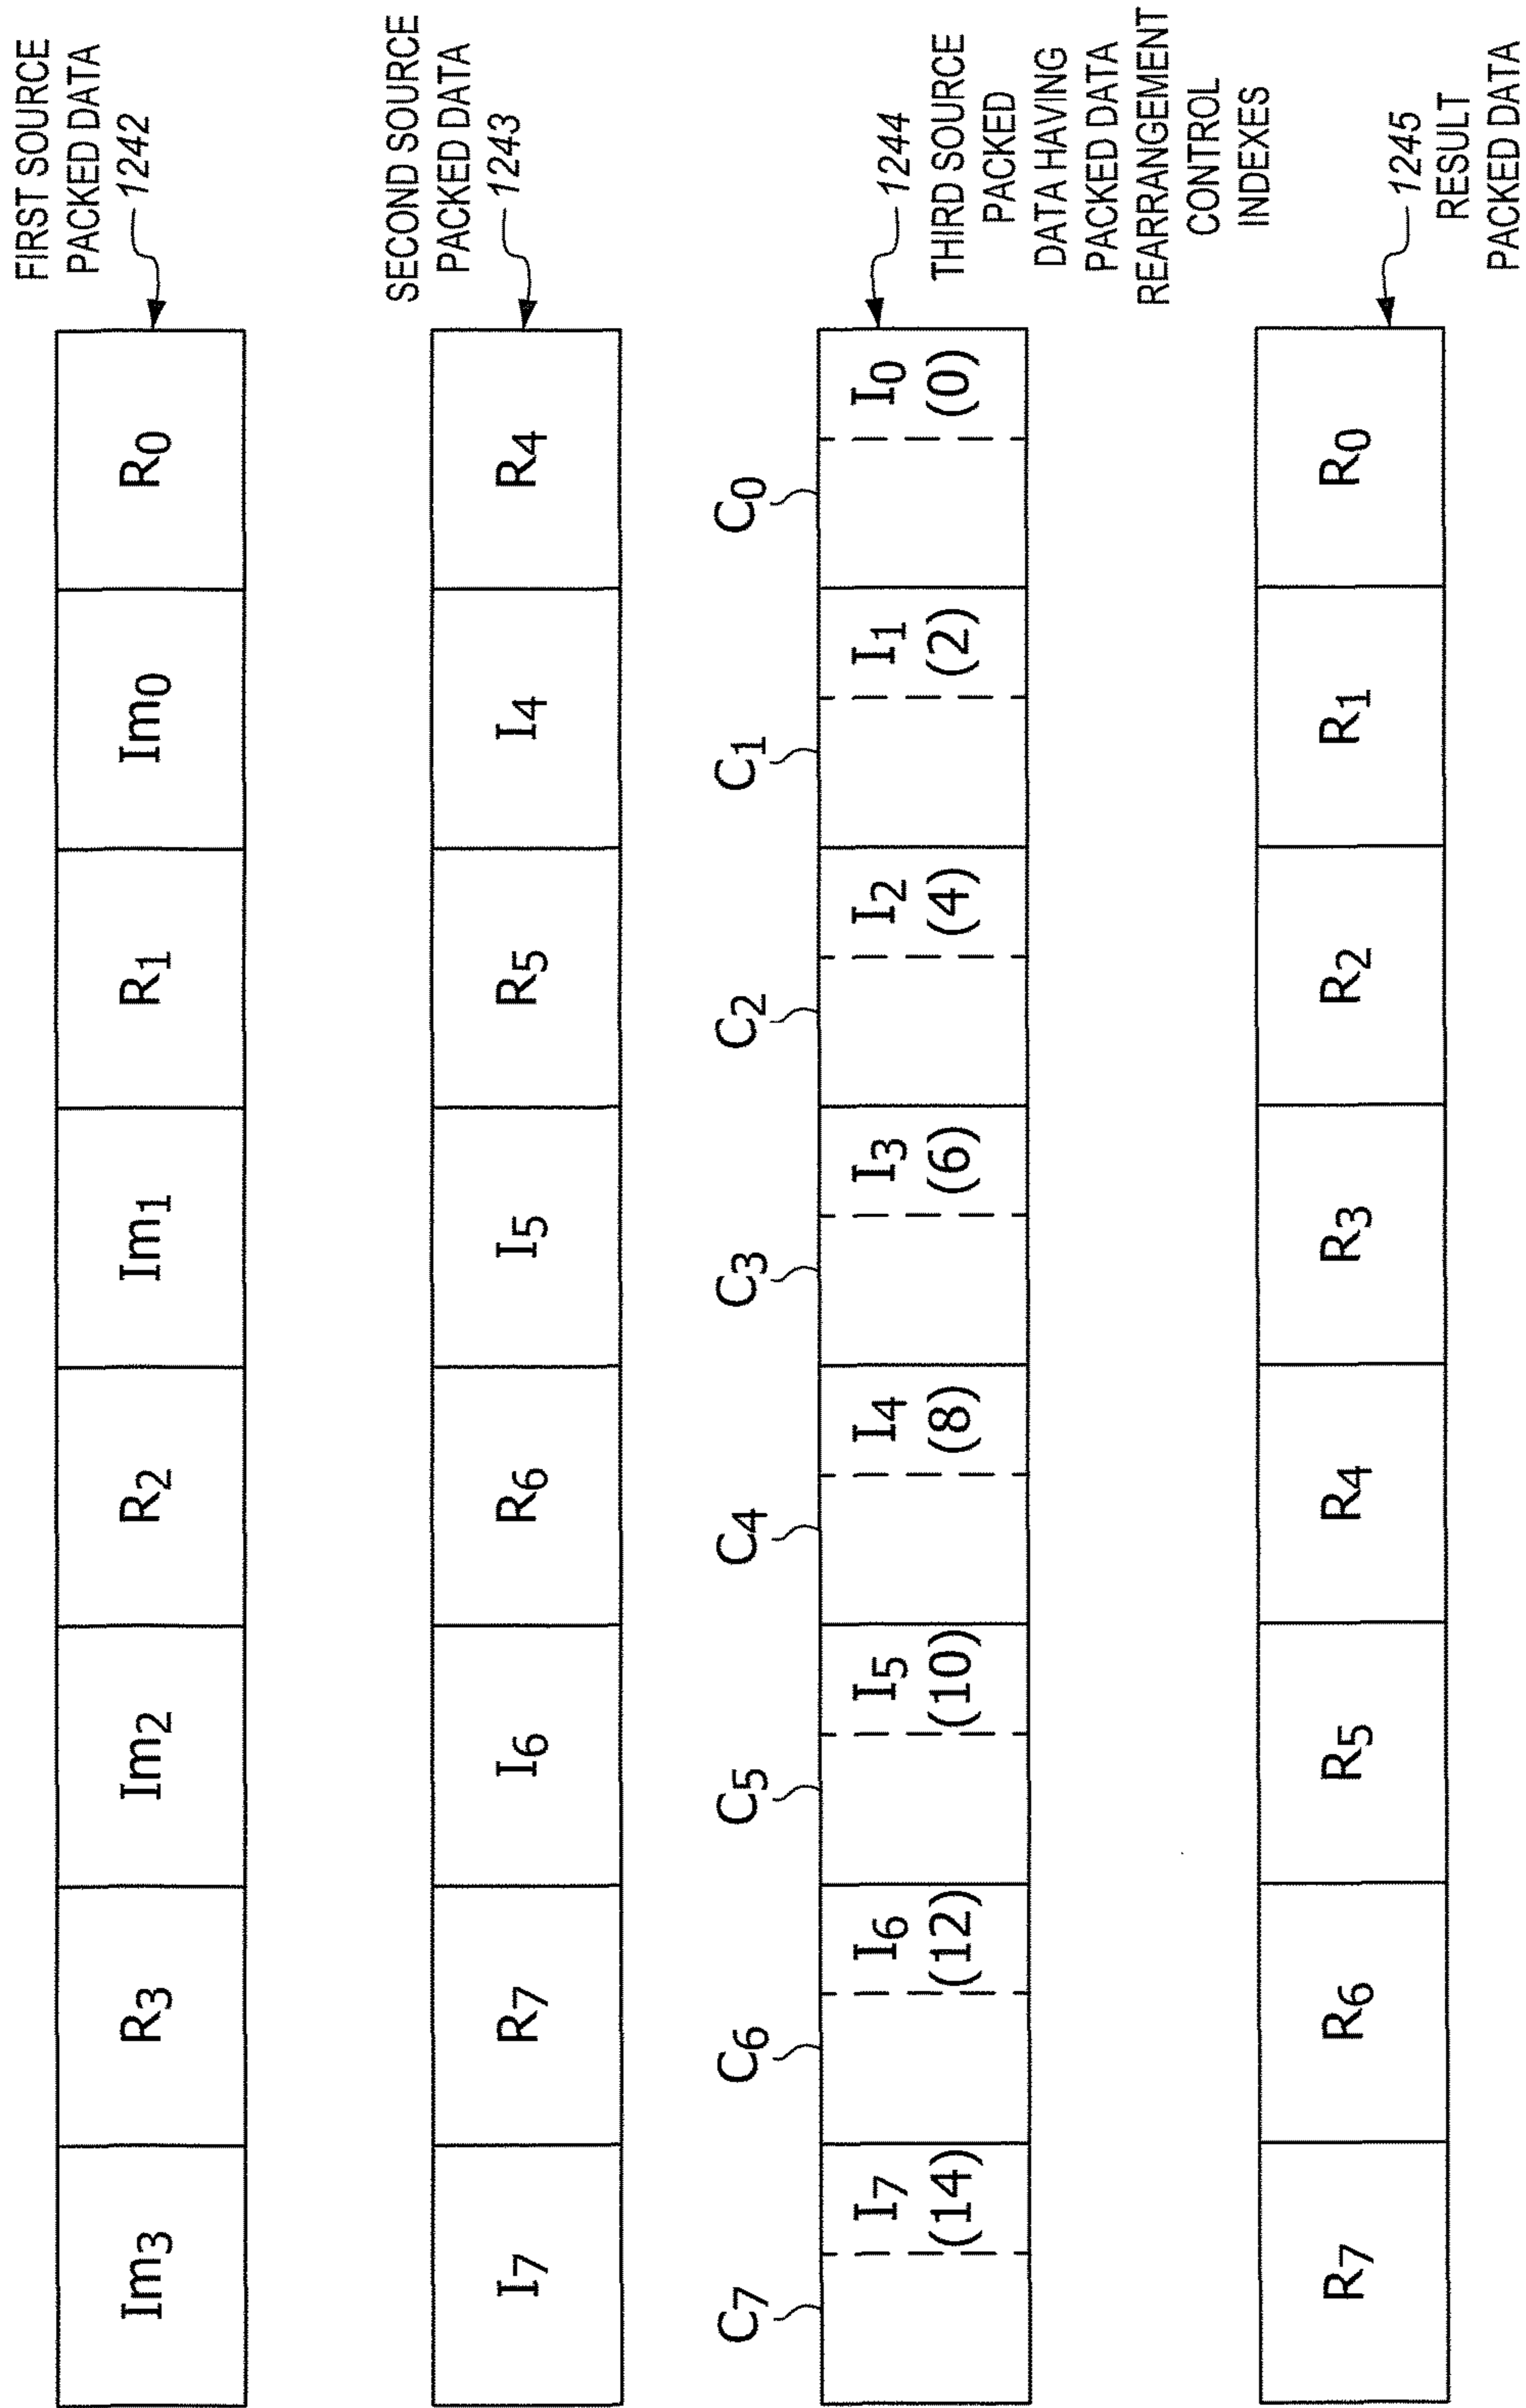 FIRST SOURCE
PACKED DATA
1242
Im3 R3 Im2 R2 Im1 R1 Im0 R0
SECOND SOURCE
PACKED DATA
1243
I7 R7 I6 R6 I5 R5 I4 R4
C7 C6 C5 C4 C3 C2 C1 C0
I7 I6 I5 I4 I3 I2 I1 I0
(14) (12) (10) (8) (6) (4) (2) (0)
1244
THIRD SOURCE
PACKED
DATA HAVING
PACKED DATA
REARRANGEMENT
CONTROL
INDEXES
R7 R6 R5 R4 R3 R2 R1 R0
1245
RESULT
PACKED DATA